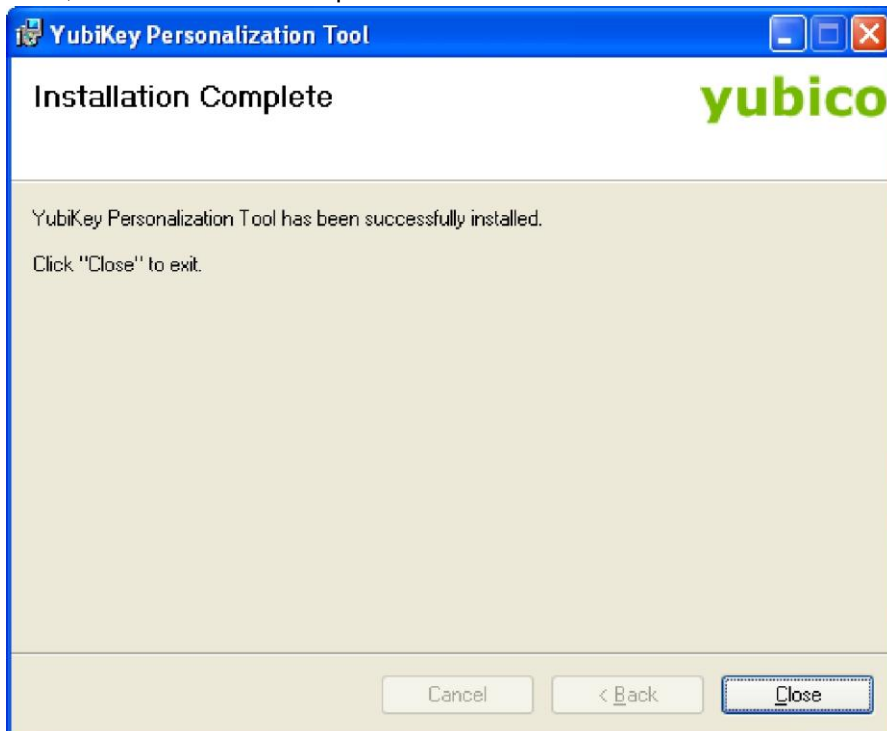 YubiKey Personalization Tool
Installation Complete
yubico
YubiKey Personalization Tool has been successfully installed.
Click "Close" to exit.
Cancel
< Back
Close